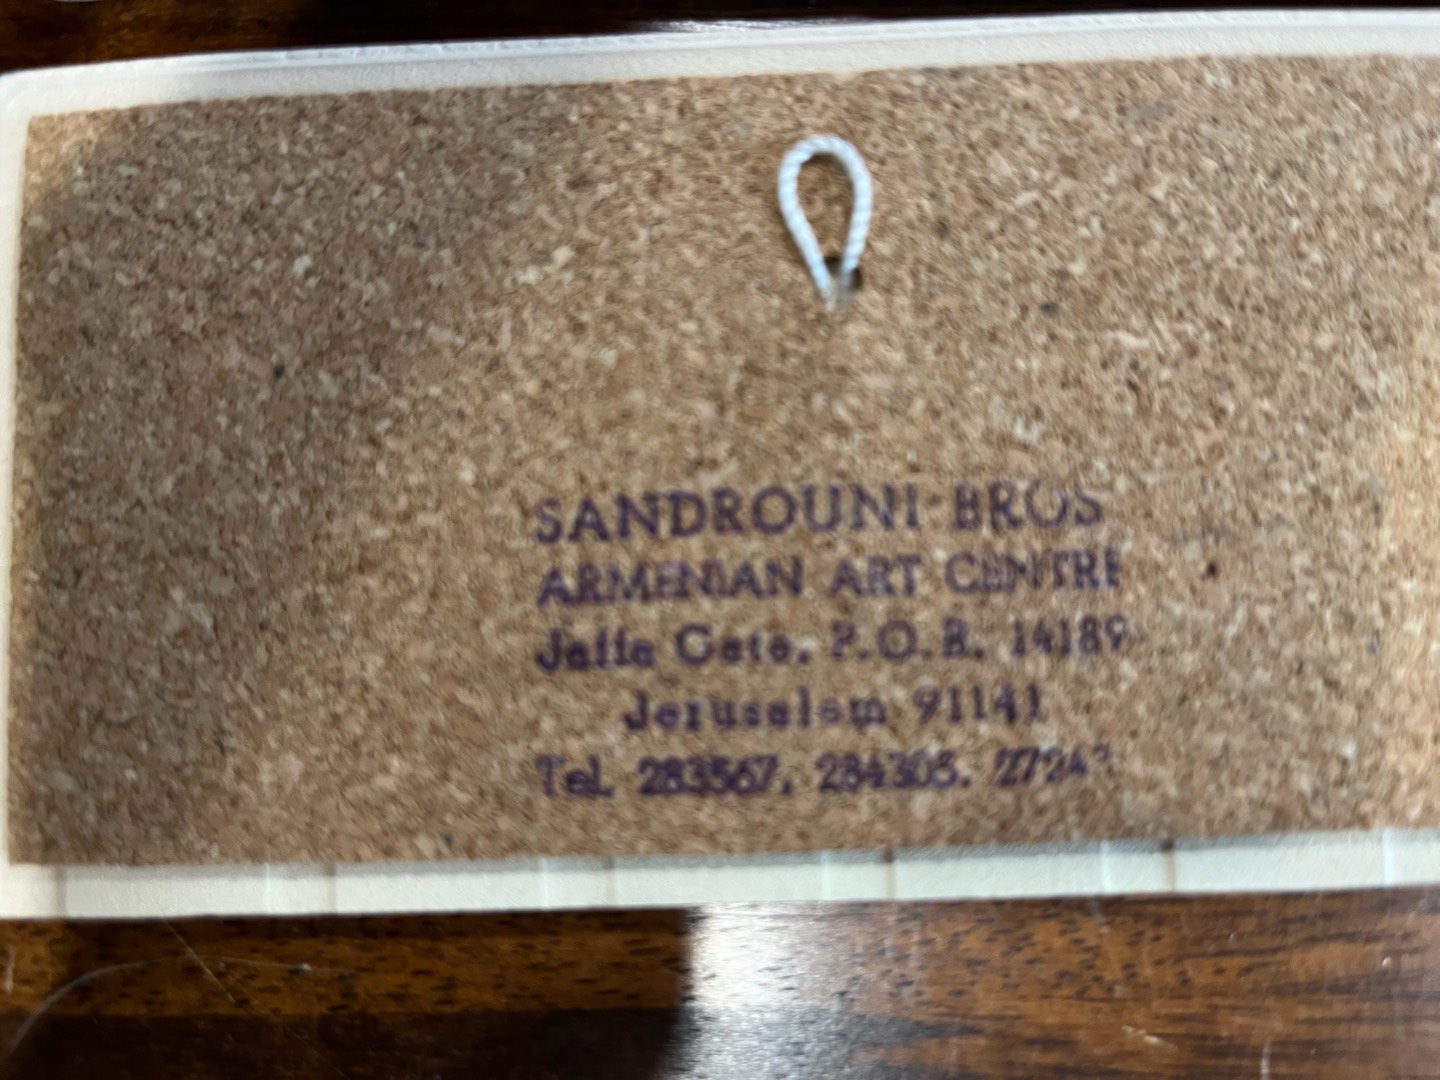 SANDROUNI BROS
ARMENIAN ART CENTRE
Jaffa Gate, P.O.B. 14189
Jerusalem 91141
Tel. 283567, 284305.